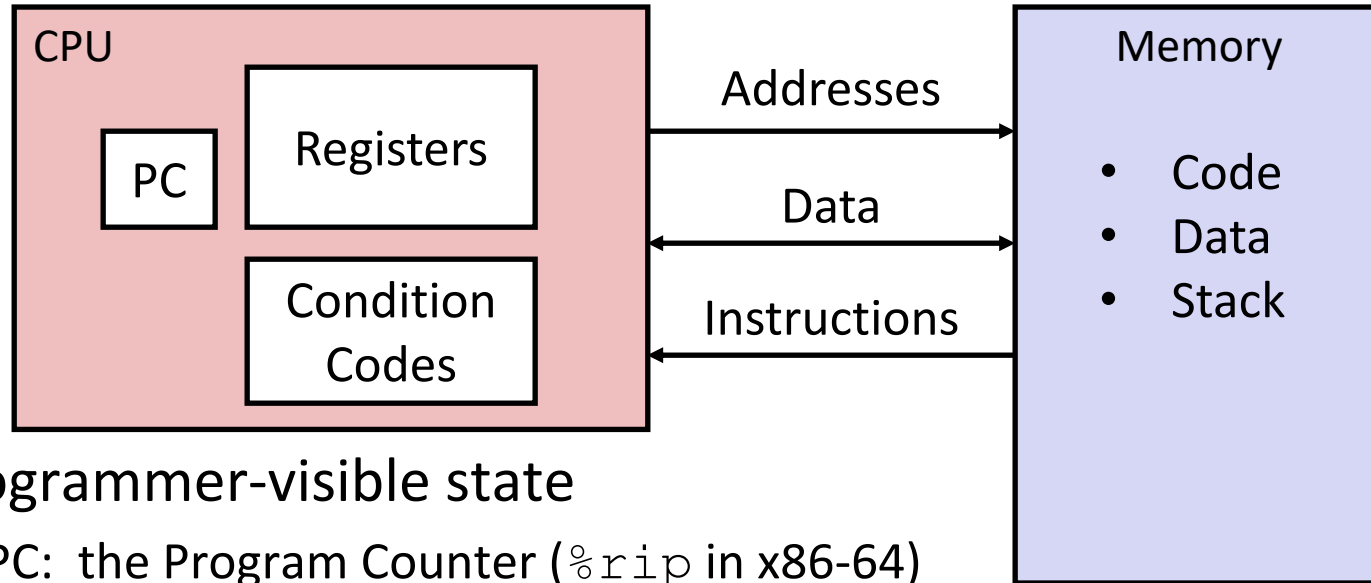 CPU
PC
Registers
Condition
Codes
Addresses
Data
Instructions
Memory
• Code
• Data
• Stack
ogrammer-visible state
PC: the Program Counter (%rip in x86-64)